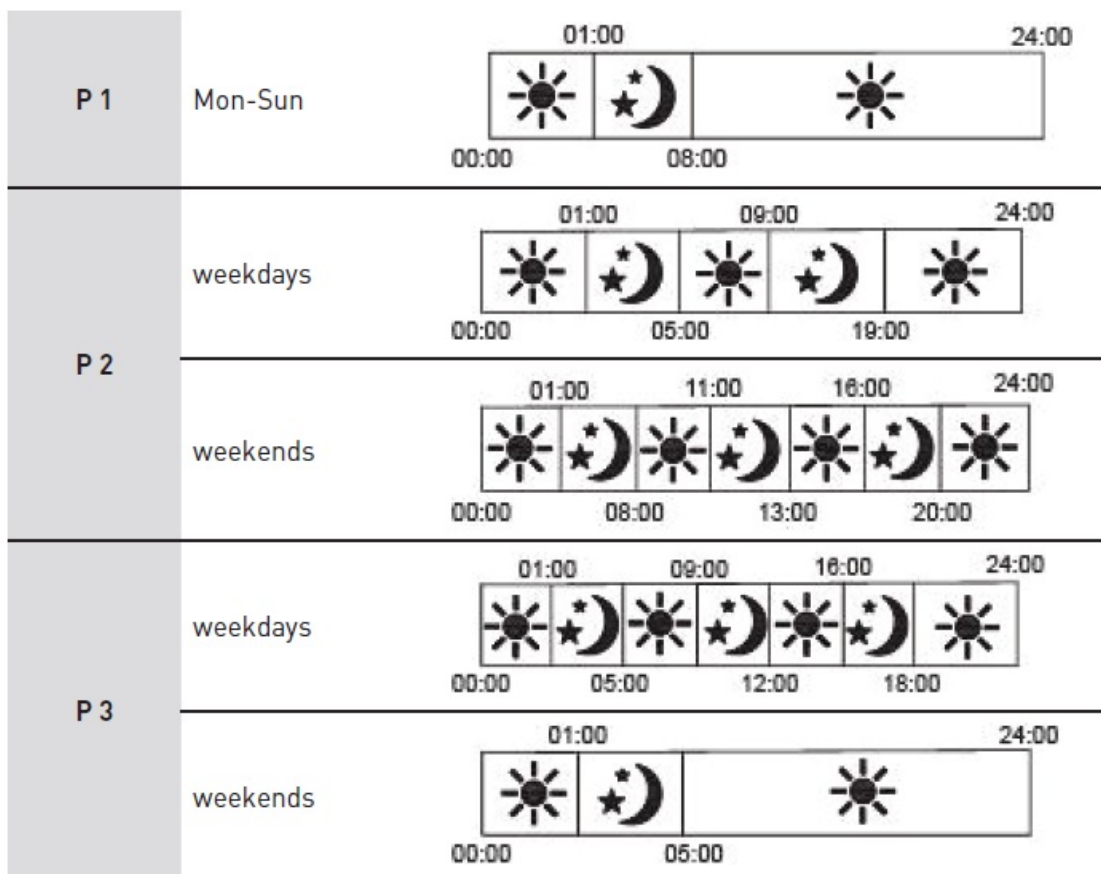 01:00 24:00
P 1 Mon-Sun
00:00 08:00
01:00 09:00 24:00
weekdays
00:00 05:00 19:00
P 2
01:00 11:00 16:00 24:00
weekends
00:00 08:00 13:00 20:00
01:00 09:00 16:00 24:00
weekdays
00:00 05:00 12:00 18:00
P 3
01:00 24:00
weekends
00:00 05:00